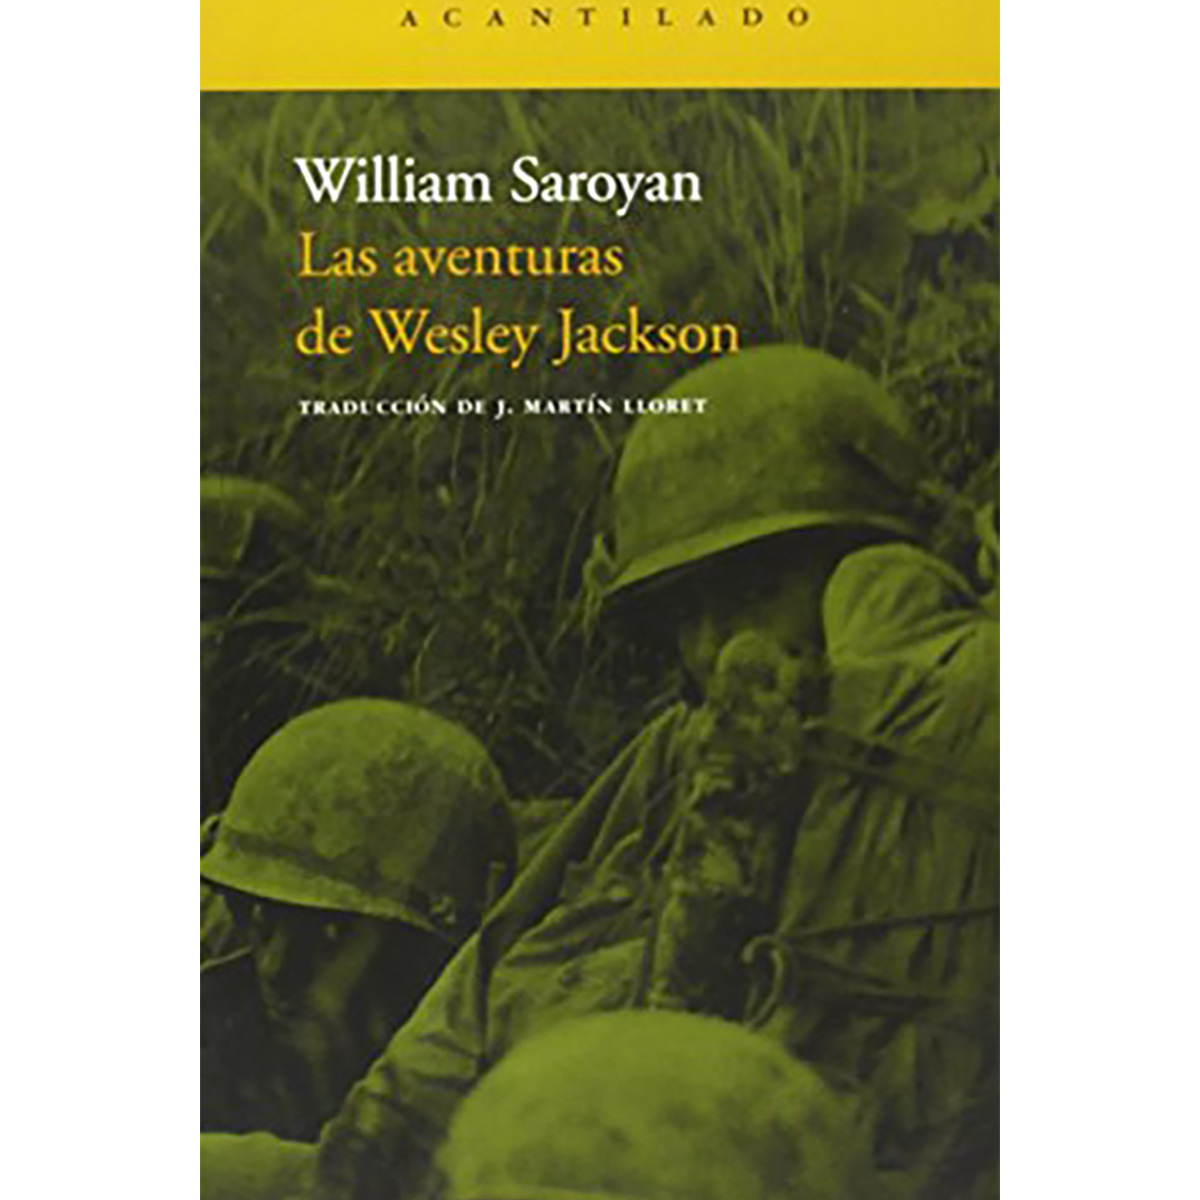 ACANTILADO
William Saroyan
Las aventuras
de Wesley Jackson
TRADUCCIÓN DE J. MARTÍN LLORET